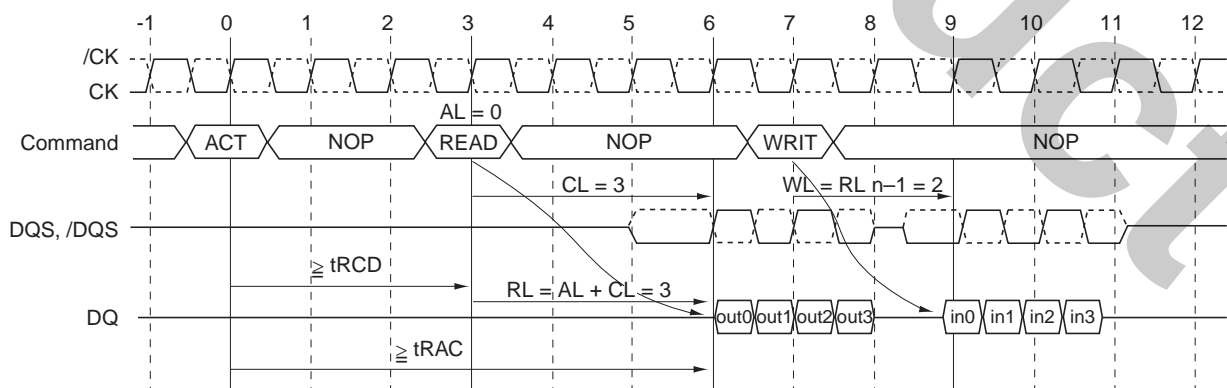 -1 0 1 2 3 4 5 6 7 8 9 10 11 12
/CK
CK
AL = 0
Command ACT NOP READ NOP WRIT NOP
CL = 3 WL = RL n–1 = 2
DQS, /DQS
≧ tRCD
RL = AL + CL = 3
DQ out0 out1 out2 out3 in0 in1 in2 in3
≧ tRAC